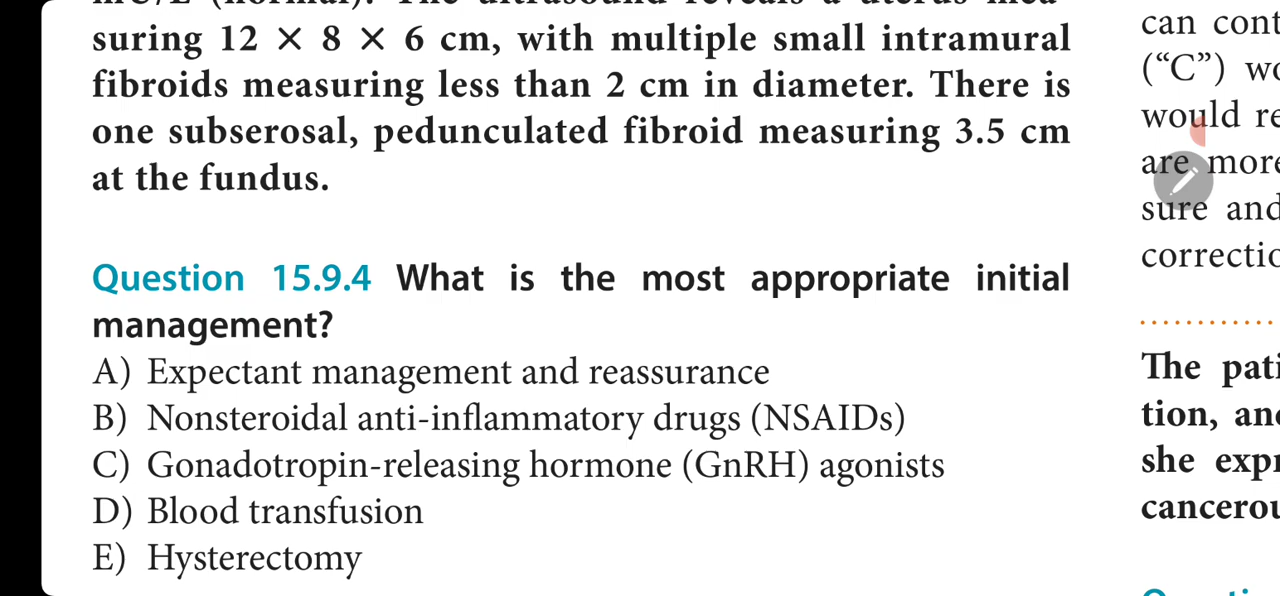 suring 12 × 8 × 6 cm, with multiple small intramural
fibroids measuring less than 2 cm in diameter. There is
one subserosal, pedunculated fibroid measuring 3.5 cm
at the fundus.
Question 15.9.4 What is the most appropriate initial
management?
A) Expectant management and reassurance
B) Nonsteroidal anti-inflammatory drugs (NSAIDs)
C) Gonadotropin-releasing hormone (GnRH) agonists
D) Blood transfusion
E) Hysterectomy
can cont
(“C”) wo
would re
are more
sure and
correctio
The pati
tion, and
she expr
cancerou